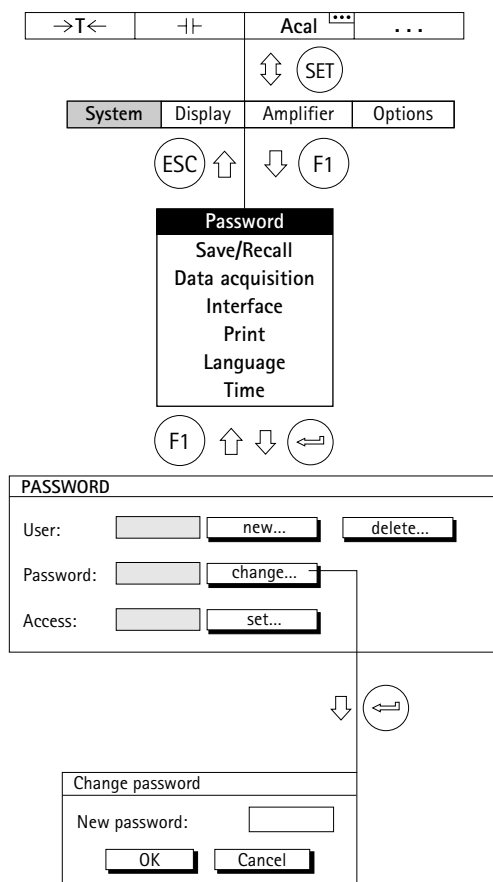 →T← ⊣⊢ Acal ...
SET
System Display Amplifier Options
ESC F1
Password
Save/Recall
Data acquisition
Interface
Print
Language
Time
F1
PASSWORD
User: new... delete...
Password: change...
Access: set...
Change password
New password:
OK Cancel